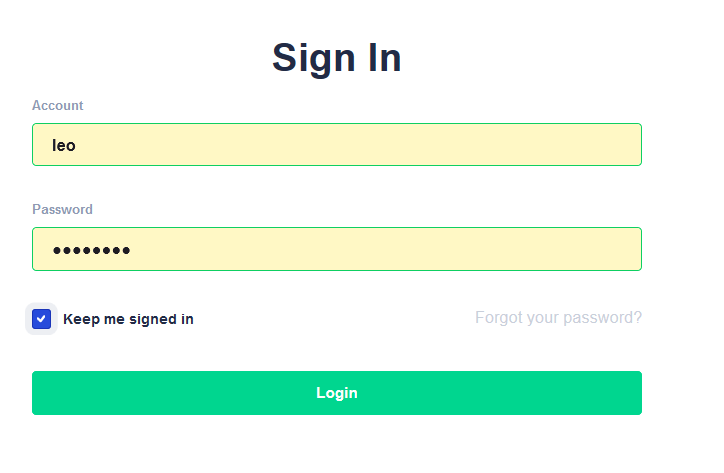 Sign In
Account
leo
Password
••••••••
Keep me signed in
Forgot your password?
Login